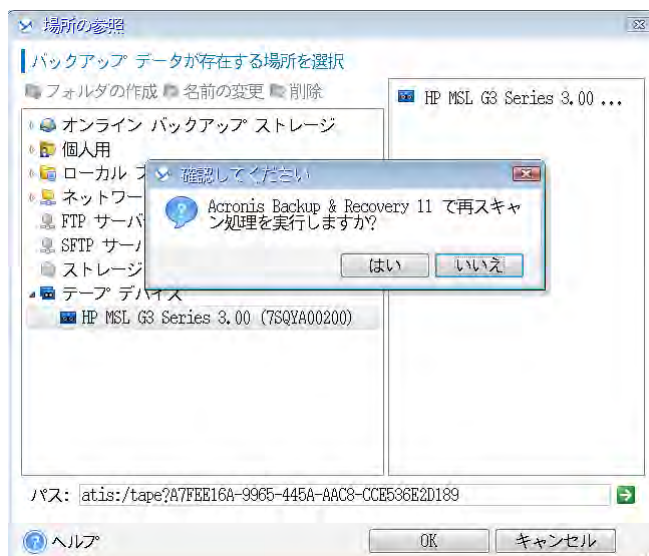 場所の参照
バックアップ データが存在する場所を選択
フォルダの作成 名前の変更 削除
オンライン バックアップ ストレージ
個人用
ローカル
ネットワー
FTP サーバ
SFTP サー
ストレージ
テープ デバイス
HP MSL G3 Series 3.00 (7SQYA00200)
HP MSL G3 Series 3.00 ...
確認してください
Acronis Backup & Recovery 11 で再スキャ
ン処理を実行しますか?
はい いいえ
パス: atis:/tape?A7FEE16A-9965-445A-AAC8-CCE536E2D189
ヘルプ OK キャンセル